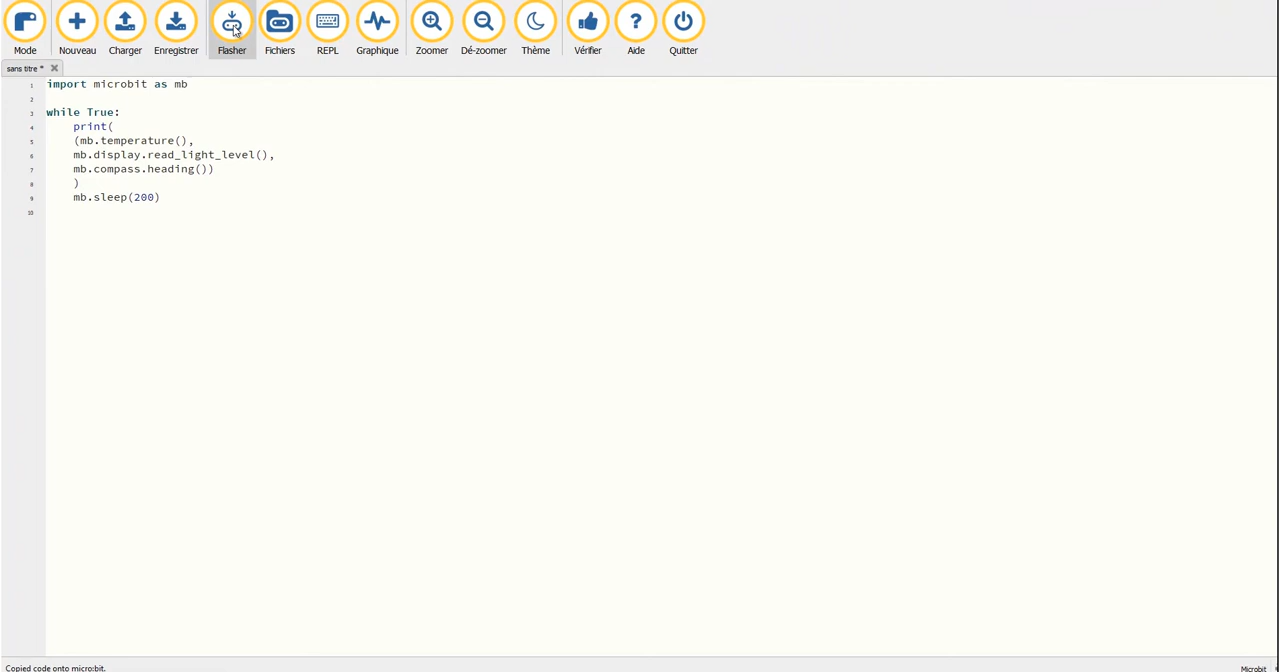 Mode Nouveau Charger Enregistrer Flasher Fichiers REPL Graphique Zoomer Dé-zoomer Thème Vérifier Aide Quitter
sans titre *
1 import microbit as mb
2
3 while True:
4     print(
5     (mb.temperature(),
6     mb.display.read_light_level(),
7     mb.compass.heading())
8     )
9     mb.sleep(200)
10
Copied code onto micro:bit.
Microbit